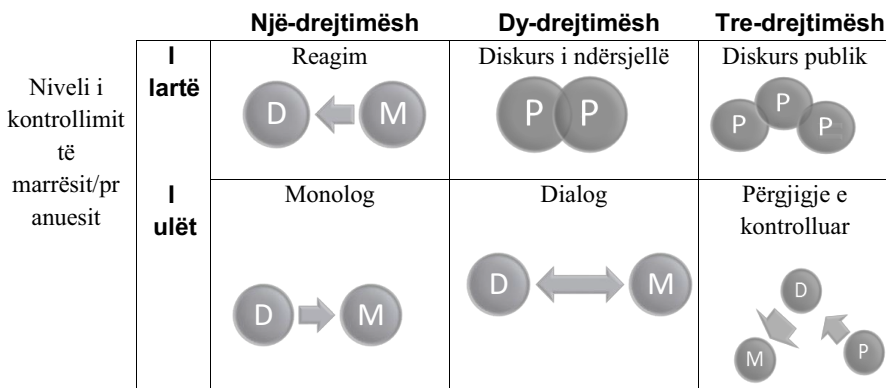 Një-drejtimësh Dy-drejtimësh Tre-drejtimësh
Niveli i
kontrollimit
të
marrësit/pr
anuesit
I
lartë
Reagim
D M
Diskurs i ndërsjellë
P P
Diskurs publik
P P P
I
ulët
Monolog
D M
Dialog
D M
Përgjigje e
kontrolluar
D
M P